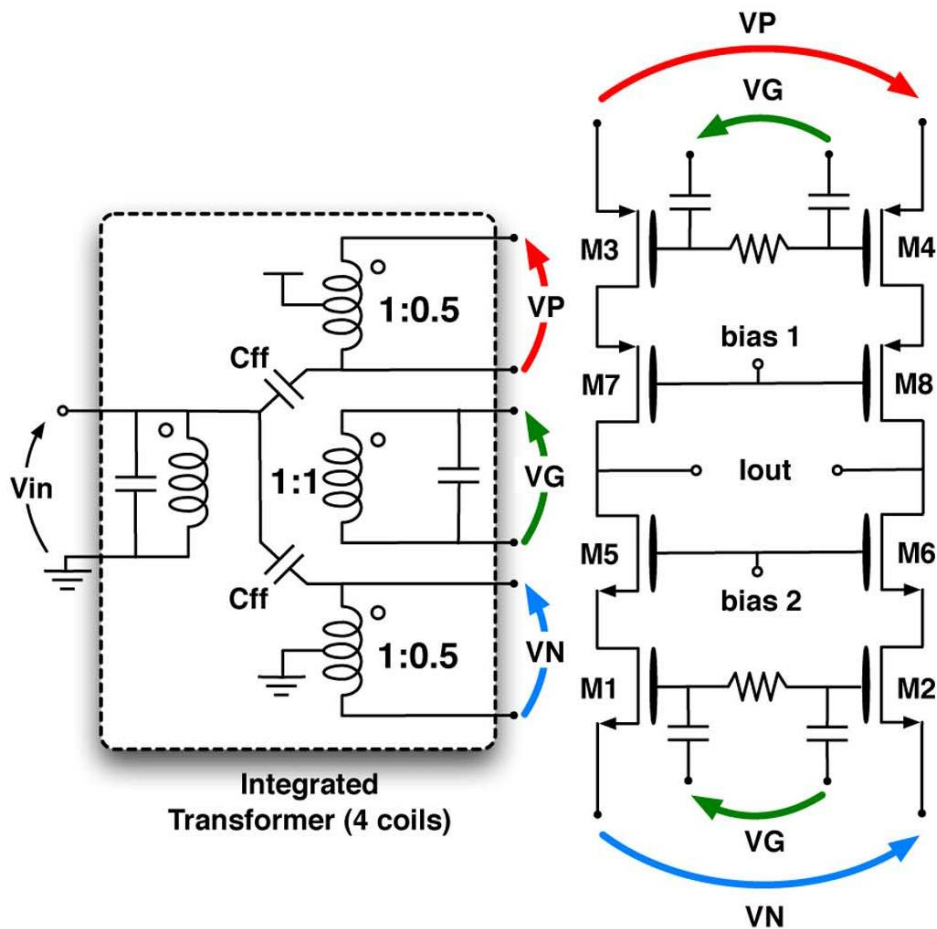 VP
VG
M3
M4
1:0.5
VP
Cff
bias 1
M7
M8
Vin
1:1
VG
Iout
M5
M6
Cff
bias 2
1:0.5
VN
M1
M2
Integrated
Transformer (4 coils)
VG
VN